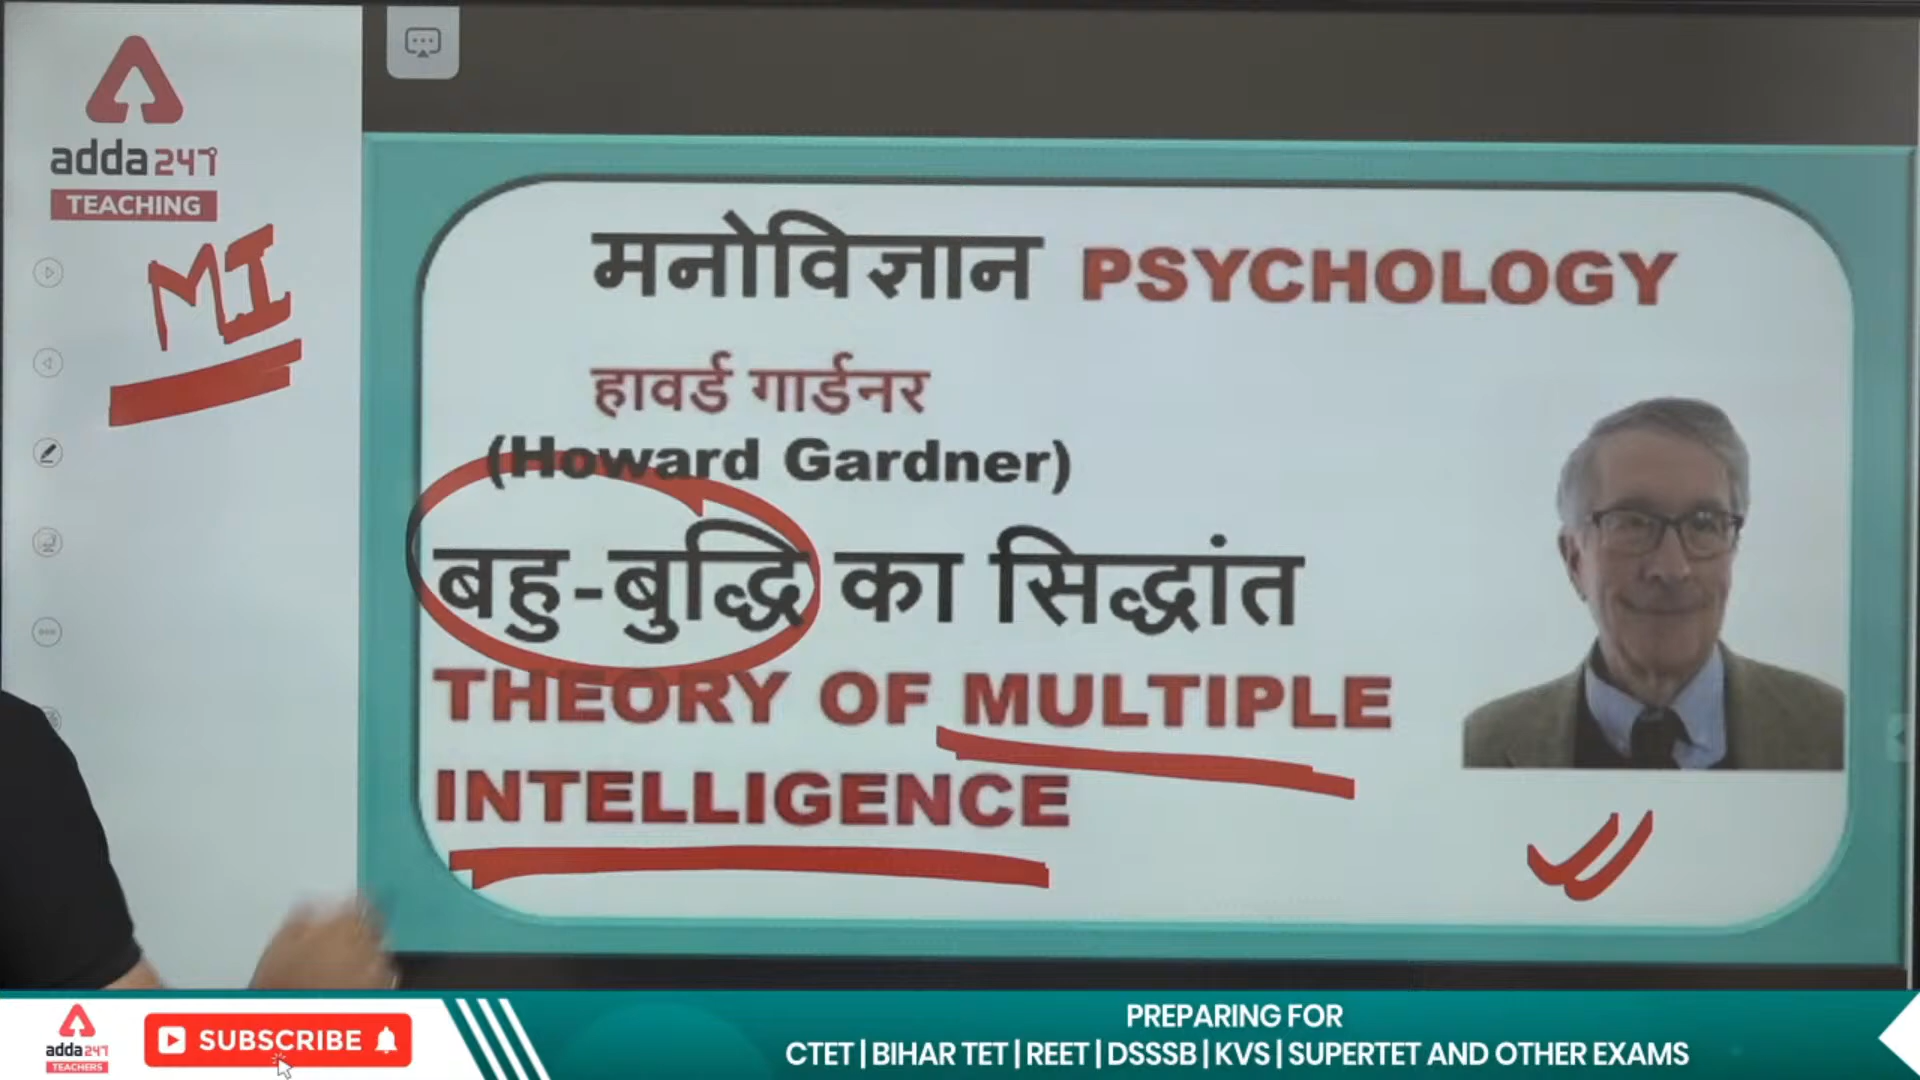 adda247
TEACHING
MI
मनोविज्ञान PSYCHOLOGY
हावर्ड गार्डनर
(Howard Gardner)
बहु-बुद्धि का सिद्धांत
THEORY OF MULTIPLE
INTELLIGENCE
adda247
TEACHERS
SUBSCRIBE
PREPARING FOR
CTET | BIHAR TET | REET | DSSSB | KVS | SUPERTET AND OTHER EXAMS